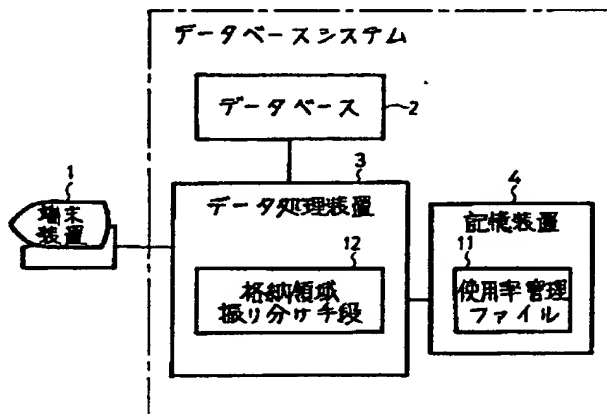 データベースシステム
データベース
2
3
データ処理装置
12
格納領域
振り分け手段
1
端末
装置
4
記憶装置
11
使用率管理
ファイル